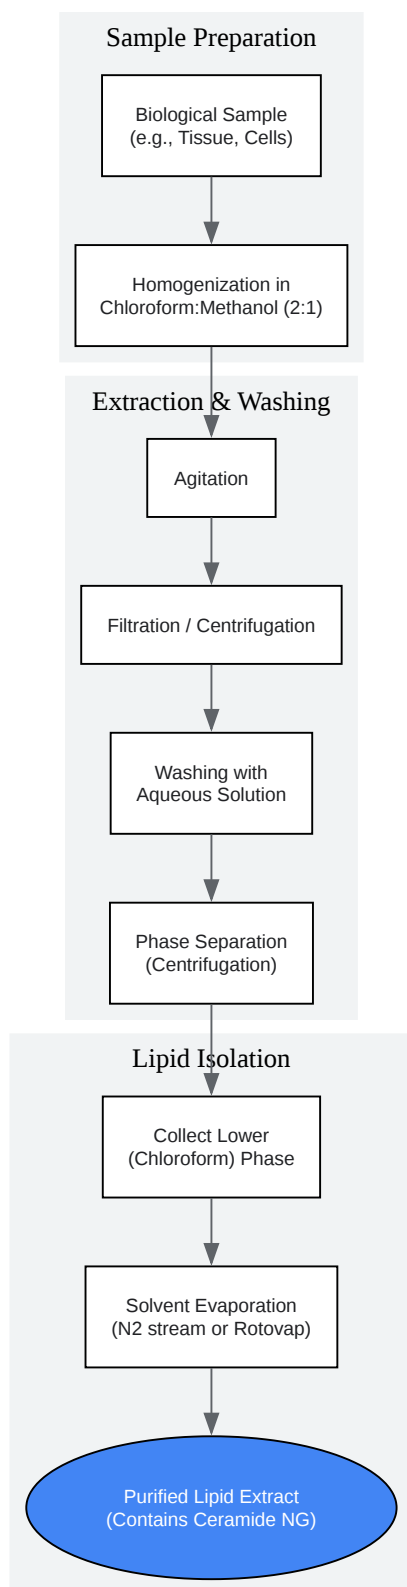 Sample Preparation
Biological Sample
(e.g., Tissue, Cells)
Homogenization in
Chloroform:Methanol (2:1)
Extraction & Washing
Agitation
Filtration / Centrifugation
Washing with
Aqueous Solution
Phase Separation
(Centrifugation)
Lipid Isolation
Collect Lower
(Chloroform) Phase
Solvent Evaporation
(N2 stream or Rotovap)
Purified Lipid Extract
(Contains Ceramide NG)